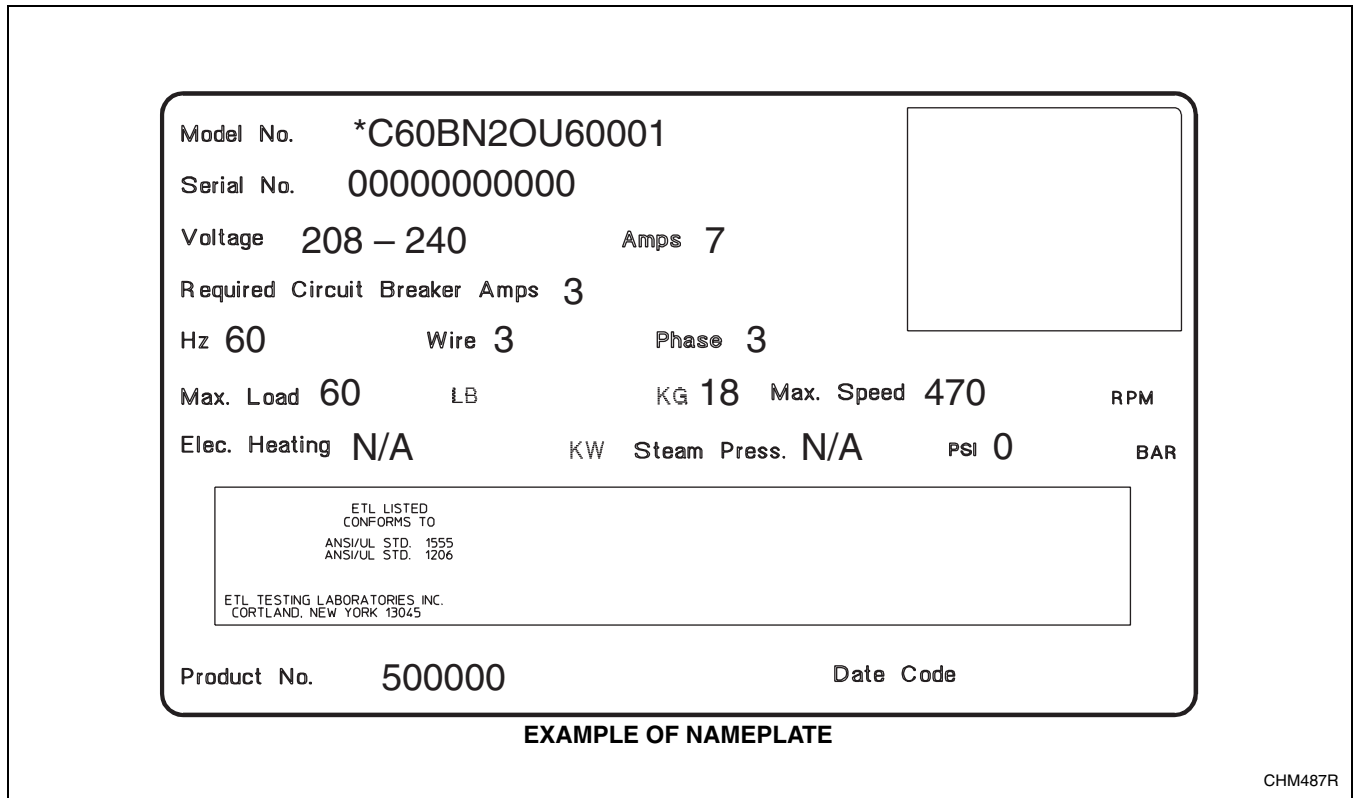 Model No. *C60BN2OU60001
Serial No. 00000000000
Voltage 208 – 240 Amps 7
Required Circuit Breaker Amps 3
Hz 60 Wire 3 Phase 3
Max. Load 60 LB KG 18 Max. Speed 470 RPM
Elec. Heating N/A KW Steam Press. N/A PSI 0 BAR
ETL LISTED
CONFORMS TO
ANSI/UL STD. 1555
ANSI/UL STD. 1206
ETL TESTING LABORATORIES INC.
CORTLAND, NEW YORK 13045
Product No. 500000 Date Code
EXAMPLE OF NAMEPLATE
CHM487R